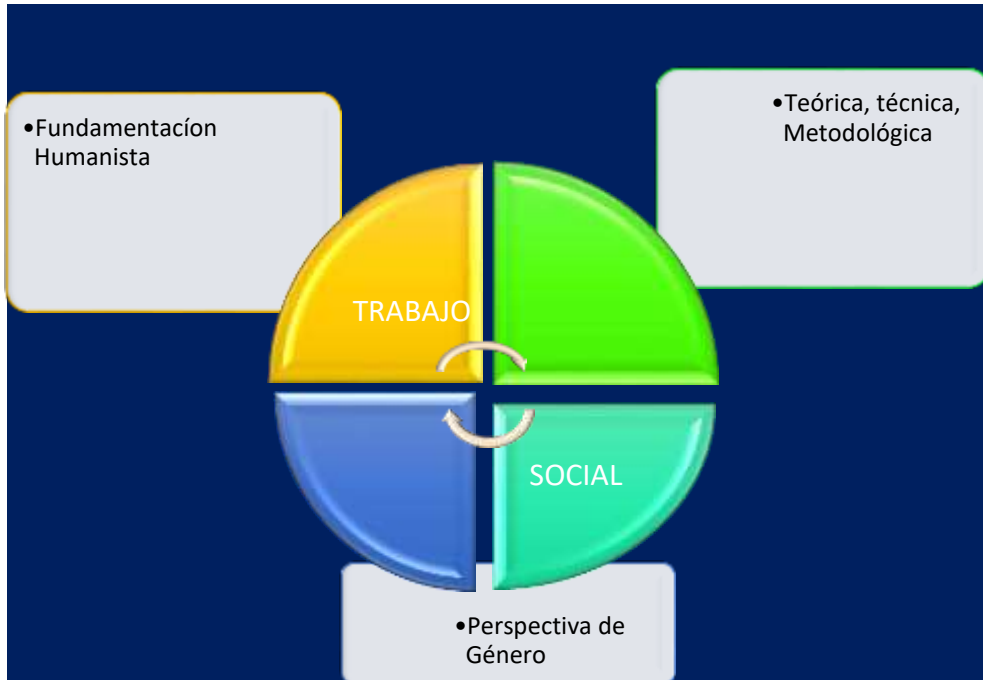 •Fundamentacíon
Humanista
•Teórica, técnica,
Metodológica
TRABAJO
SOCIAL
•Perspectiva de
Género